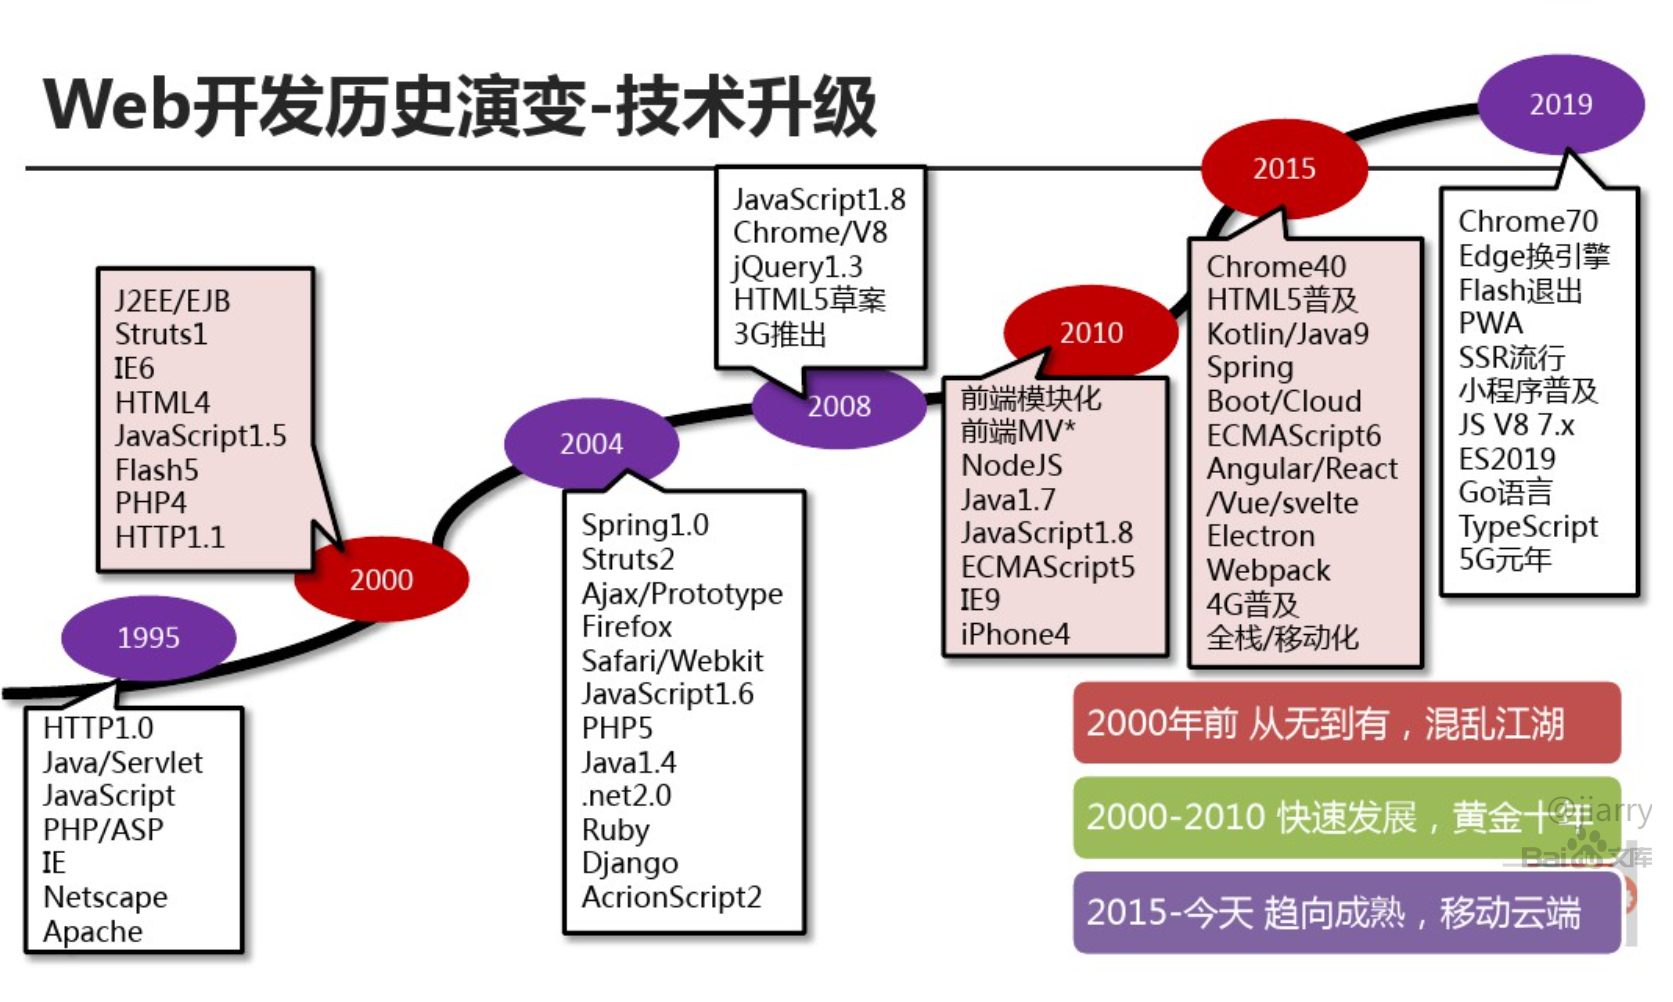 Web开发历史演变-技术升级
1995
HTTP1.0
Java/Servlet
JavaScript
PHP/ASP
IE
Netscape
Apache
2000
J2EE/EJB
Struts1
IE6
HTML4
JavaScript1.5
Flash5
PHP4
HTTP1.1
2004
Spring1.0
Struts2
Ajax/Prototype
Firefox
Safari/Webkit
JavaScript1.6
PHP5
Java1.4
.net2.0
Ruby
Django
AcrionScript2
2008
JavaScript1.8
Chrome/V8
jQuery1.3
HTML5草案
3G推出
2010
前端模块化
前端MV*
NodeJS
Java1.7
JavaScript1.8
ECMAScript5
IE9
iPhone4
2015
Chrome40
HTML5普及
Kotlin/Java9
Spring
Boot/Cloud
ECMAScript6
Angular/React
/Vue/svelte
Electron
Webpack
4G普及
全栈/移动化
2019
Chrome70
Edge换引擎
Flash退出
PWA
SSR流行
小程序普及
JS V8 7.x
ES2019
Go语言
TypeScript
5G元年
2000年前 从无到有，混乱江湖
2000-2010 快速发展，黄金十年
2015-今天 趋向成熟，移动云端
@jiarry
Bai du 文库